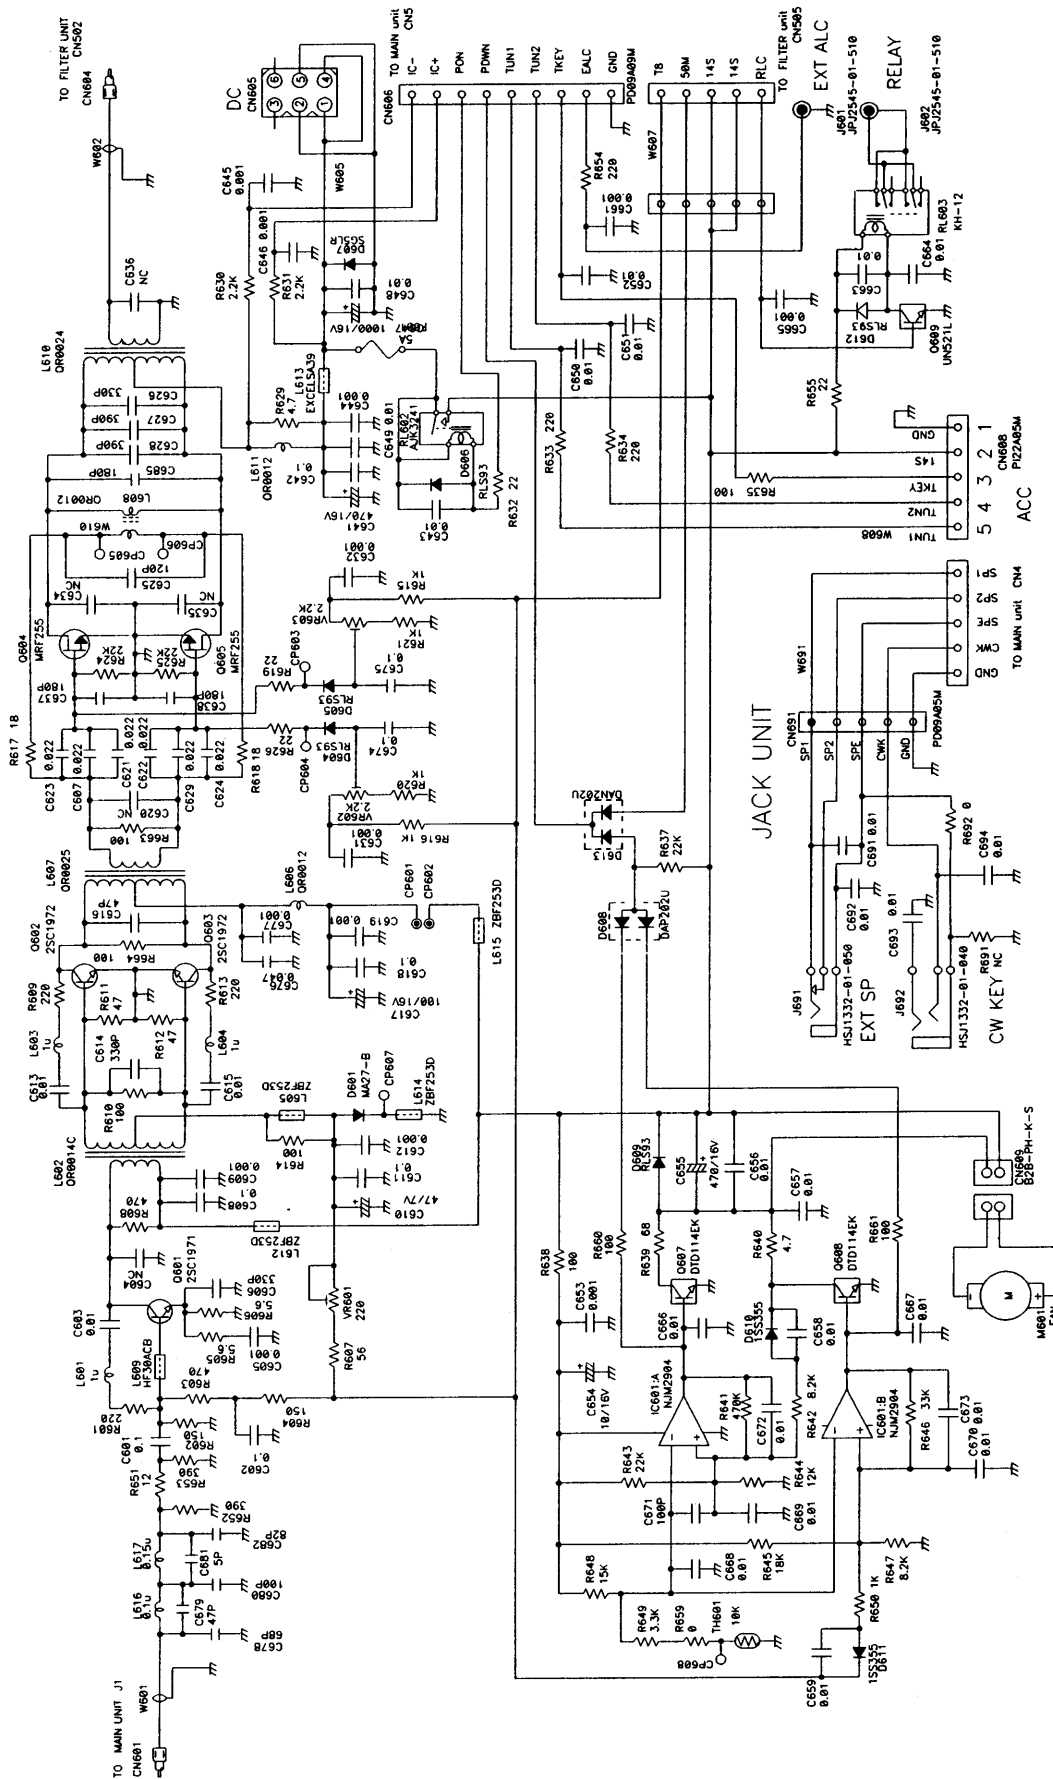 TO MAIN UNIT J1
CN601
W601
C678
68P
L616
0.1u
C679
47P
C680
100P
L617
0.15u
C681
5P
C682
82P
R652
390
R651
12
R653
390
C601
0.1
R602
150
R601
220
L601
1u
C603
0.01
L609
HF30ACB
R603
470
C602
0.1
R604
150
R605
5.6
C605
0.001
R606
5.6
C606
330P
Q601
2SC1971
C604
NC
R608
470
C608
0.1
C609
0.001
L612
ZBF253D
R607
56
VR601
220
C610
47/7V
C611
0.1
C612
0.001
R614
100
L605
ZBF253D
D601
MA27-B
CP607
L614
ZBF253D
L602
OR0014C
R610
100
C613
0.01
L603
1u
R609
220
C614
330P
R611
47
R612
47
C615
0.01
L604
1u
R613
220
Q602
2SC1972
Q603
2SC1972
R664
100
C616
47P
L607
OR0025
C676
0.047
C677
0.001
L606
OR0012
C617
100/16V
C618
0.1
C619
0.001
CP601
CP602
L615 ZBF253D
R663
100
C620
NC
R617 18
C623
0.022
C607
0.022
C621
0.022
C622
0.022
C629
0.022
C624
0.022
R618 18
C637
180P
C638
180P
R624
22K
R625
22K
Q604
MRF255
Q605
MRF255
C634
NC
C635
NC
C625
120P
CP605
CP606
W610
L608
OR0012
C685
180P
C628
390P
C627
390P
C626
330P
L610
OR0024
C636
NC
W602
TO FILTER UNIT
CN502
CN604
R626
22
CP604
R619
22
CP603
D604
RLS93
D605
RLS93
C674
0.1
C675
0.1
C631
0.001
VR602
2.2K
R620
1K
R616 1K
VR603
2.2K
R621
1K
C632
0.001
R615
1K
L611
OR0012
R629
4.7
C641
470/16V
C642
0.1
C649 0.01
C644
0.001
L613
EXCELSA39
5A
1000/16V
C648
0.01
D607
SG5LR
R630
2.2K
R631
2.2K
C646 0.001
C645
0.001
W605
DC
CN605
1
2
3
4
5
6
RL602
AJK3241
D606
RLS93
C643
0.01
R632 22
TO MAIN unit
CN5
CN606
IC-
IC+
PON
PDWN
TUN1
TUN2
TKEY
EALC
GND
PD09A09M
R633 220
R634
220
C650
0.01
C651
0.01
C652
0.01
C661
0.001
R654
220
W607
T8
50M
14S
14S
RLC
TO FILTER unit
CN505
EXT ALC
J601
JPJ2545-01-510
RELAY
J602
JPJ2545-01-510
C665
0.001
R655
22
D612
RLS93
C663
0.01
C664
0.01
Q609
UN521L
RL603
KH-12
R635
100
W608
TUN1
TUN2
TKEY
14S
GND
5 4 3 2 1
CN608
PI22A05M
ACC
D613
DAN202U
R637
22K
D608
DAP202U
JACK UNIT
W691
CN691
SP1
SP2
SPE
CWK
GND
PD09A05M
SP1
SP2
SPE
CWK
GND
TO MAIN unit CN4
J691
HSJ1332-01-050
EXT SP
J692
HSJ1332-01-040
CW KEY
C691 0.01
C692
0.01
C693 0.01
C694
0.01
R691
NC
R692 0
R638
100
R660
100
R639 68
D609
RLS93
C655
470/16V
C656
0.01
C657
0.01
C653
0.001
C654
10/16V
Q607
DTD114EK
C666
0.01
R640
4.7
D610
1SS355
C658
0.01
Q608
DTD114EK
R661
100
C667
0.01
IC601:A
NJM2904
R641
470K
C672
0.01
R642 8.2K
IC601:B
NJM2904
R646 33K
C673
0.01
C670
0.01
R643
22K
R644
12K
C671
100P
C669
0.01
C668
0.01
R645
18K
R647
8.2K
R648
15K
R649
3.3K
R659
0
TH601
10K
CP608
R650 1K
C659
0.01
1SS355
D611
CN609
B2B-PH-K-S
M
M601
FAN